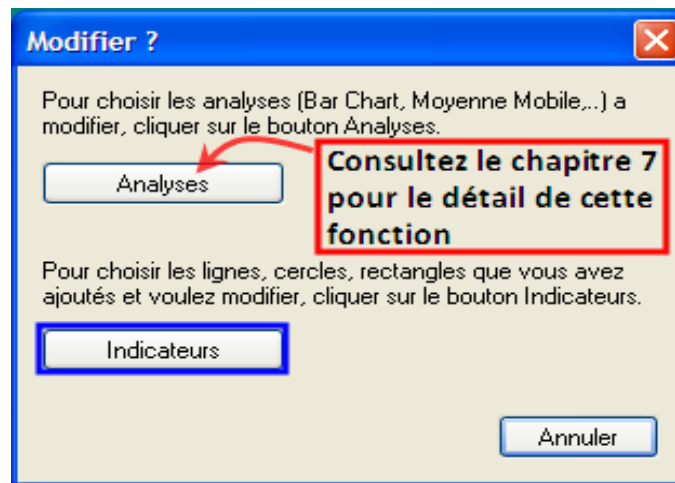 Modifier ?
Pour choisir les analyses (Bar Chart, Moyenne Mobile,..) a
modifier, cliquer sur le bouton Analyses.
Analyses
Consultez le chapitre 7
pour le détail de cette
fonction
Pour choisir les lignes, cercles, rectangles que vous avez
ajoutés et voulez modifier, cliquer sur le bouton Indicateurs.
Indicateurs
Annuler